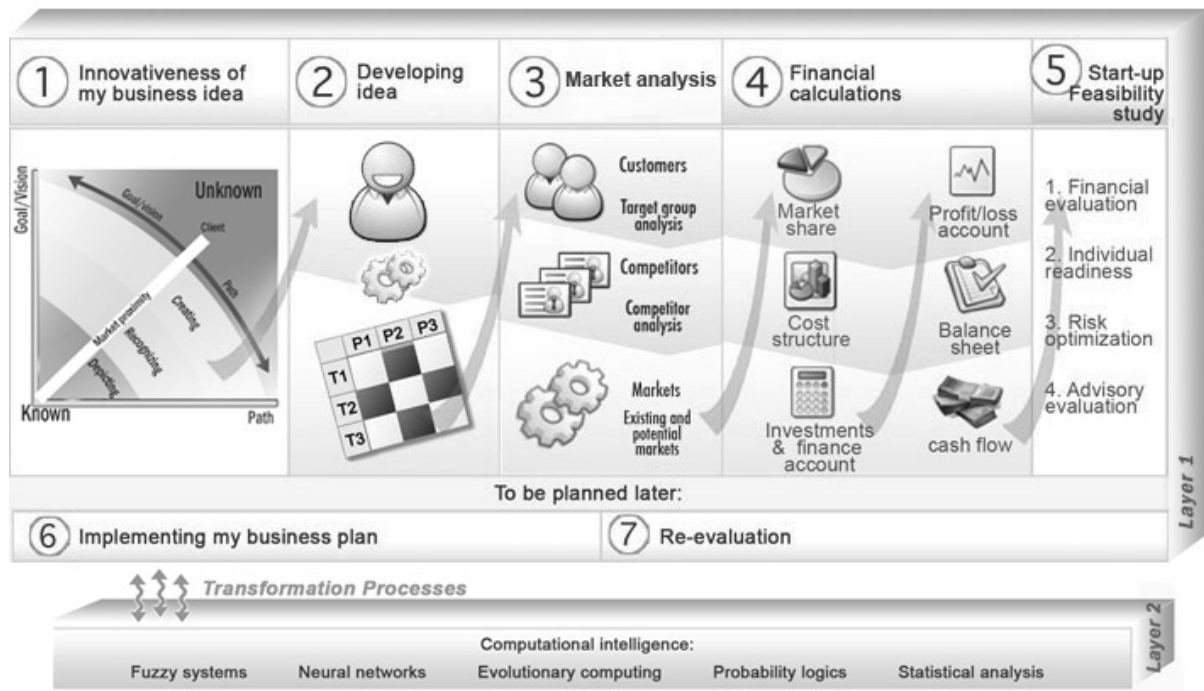 1 Innovativeness of
my business idea
2 Developing
idea
3 Market analysis
4 Financial
calculations
5 Start-up
Feasibility
study
Goal/Vision
Unknown
Goal/vision
Client
Path
Market proximity
Creating
Recognizing
Depicting
Known
Path
P1 P2 P3
T1
T2
T3
Customers
Target group
analysis
Competitors
Competitor
analysis
Markets
Existing and
potential
markets
Market
share
Cost
structure
Investments
& finance
account
Profit/loss
account
Balance
sheet
cash flow
1. Financial
evaluation
2. Individual
readiness
3. Risk
optimization
4. Advisory
evaluation
Layer 1
To be planned later:
6 Implementing my business plan
7 Re-evaluation
Transformation Processes
Layer 2
Computational intelligence:
Fuzzy systems Neural networks Evolutionary computing Probability logics Statistical analysis